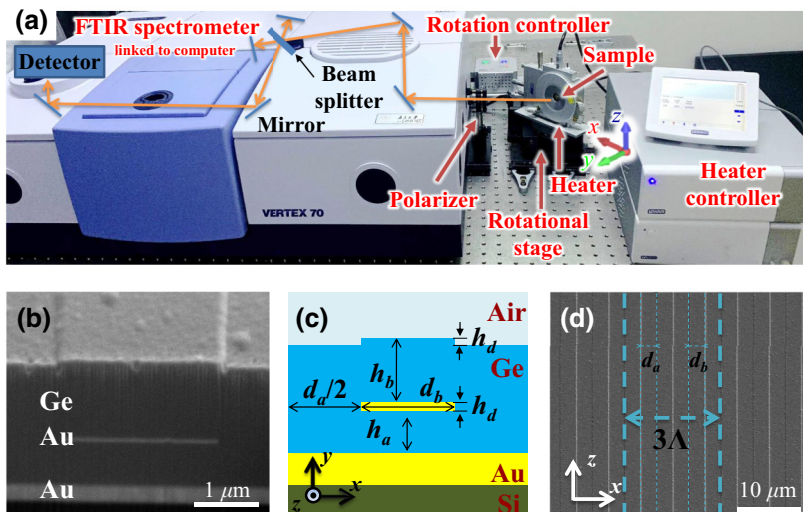 (a)
FTIR spectrometer
linked to computer
Detector
Beam
splitter
Mirror
Rotation controller
Sample
z
x
y
Polarizer
Heater
Rotational
stage
Heater
controller
VERTEX 70
(b)
Ge
Au
Au
1 μm
(c)
Air
h_d
Ge
h_b
d_a/2
d_b
h_d
h_a
y
Au
z
x
Si
(d)
d_a
d_b
3Λ
z
x
10 μm